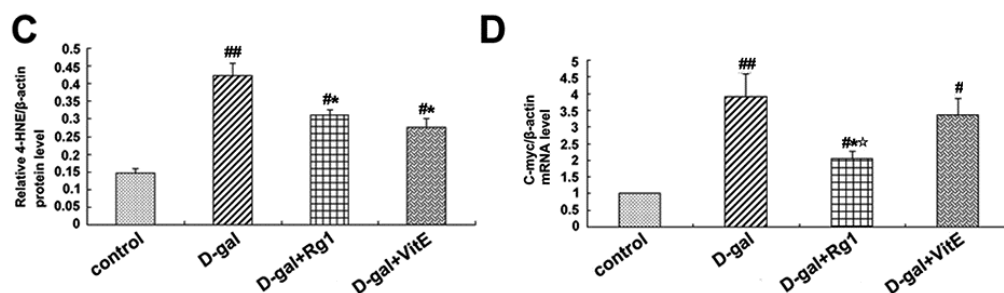 C
Relative 4-HNE/β-actin
protein level
0.5
0.45
0.4
0.35
0.3
0.25
0.2
0.15
0.1
0.05
0
##
#*
#*
control
D-gal
D-gal+Rg1
D-gal+VitE
D
C-myc/β-actin
mRNA level
5
4.5
4
3.5
3
2.5
2
1.5
1
0.5
0
##
#*☆
#
control
D-gal
D-gal+Rg1
D-gal+VitE